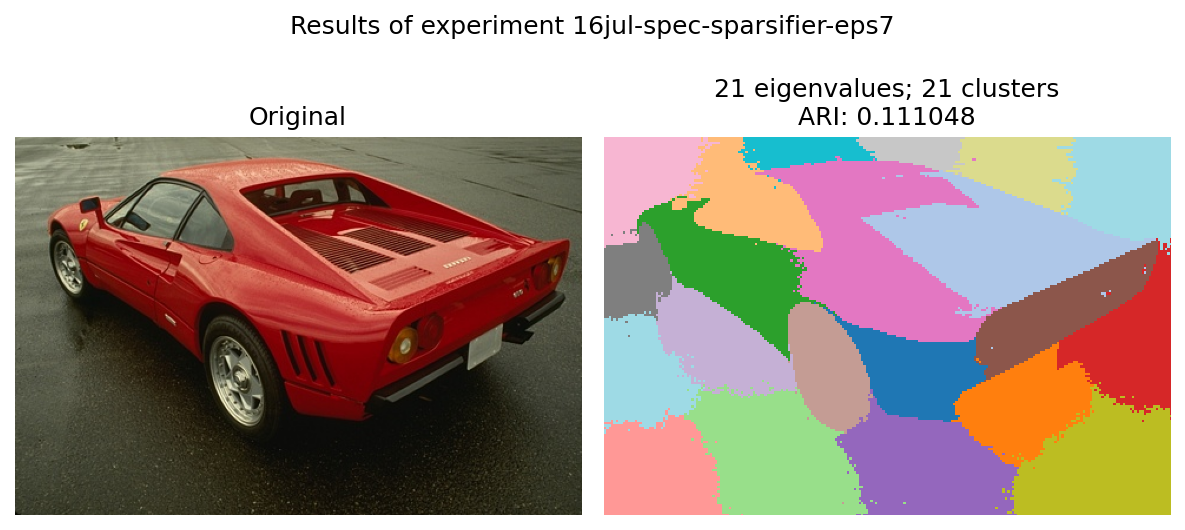 Results of experiment 16jul-spec-sparsifier-eps7
Original
21 eigenvalues; 21 clusters
ARI: 0.111048